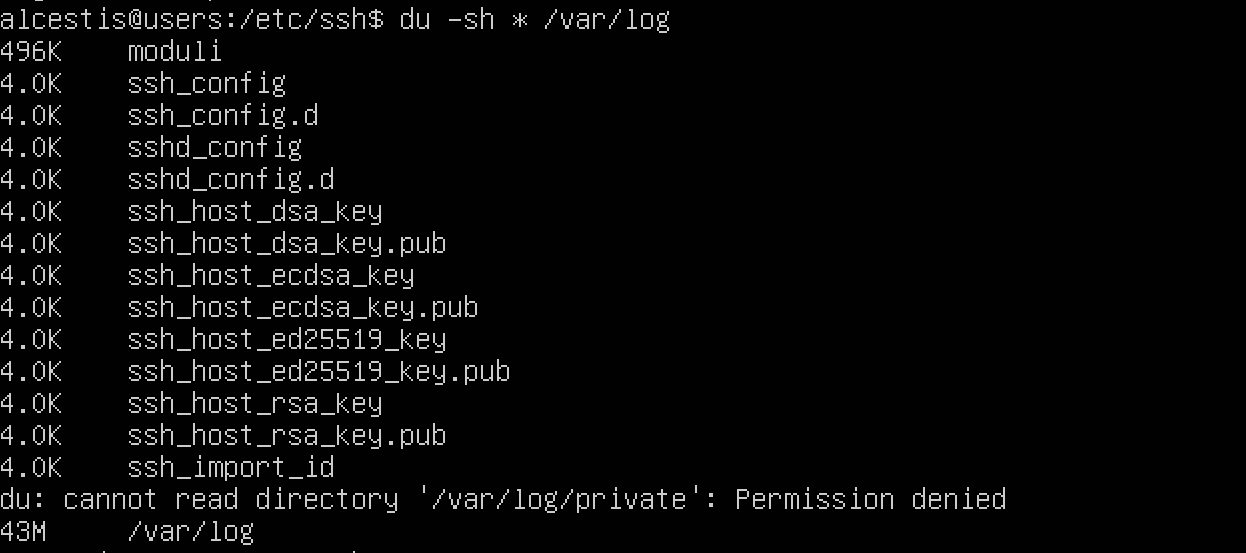 alcestis@users:/etc/ssh$ du -sh * /var/log
496K    moduli
4.0K    ssh_config
4.0K    ssh_config.d
4.0K    sshd_config
4.0K    sshd_config.d
4.0K    ssh_host_dsa_key
4.0K    ssh_host_dsa_key.pub
4.0K    ssh_host_ecdsa_key
4.0K    ssh_host_ecdsa_key.pub
4.0K    ssh_host_ed25519_key
4.0K    ssh_host_ed25519_key.pub
4.0K    ssh_host_rsa_key
4.0K    ssh_host_rsa_key.pub
4.0K    ssh_import_id
du: cannot read directory '/var/log/private': Permission denied
43M     /var/log